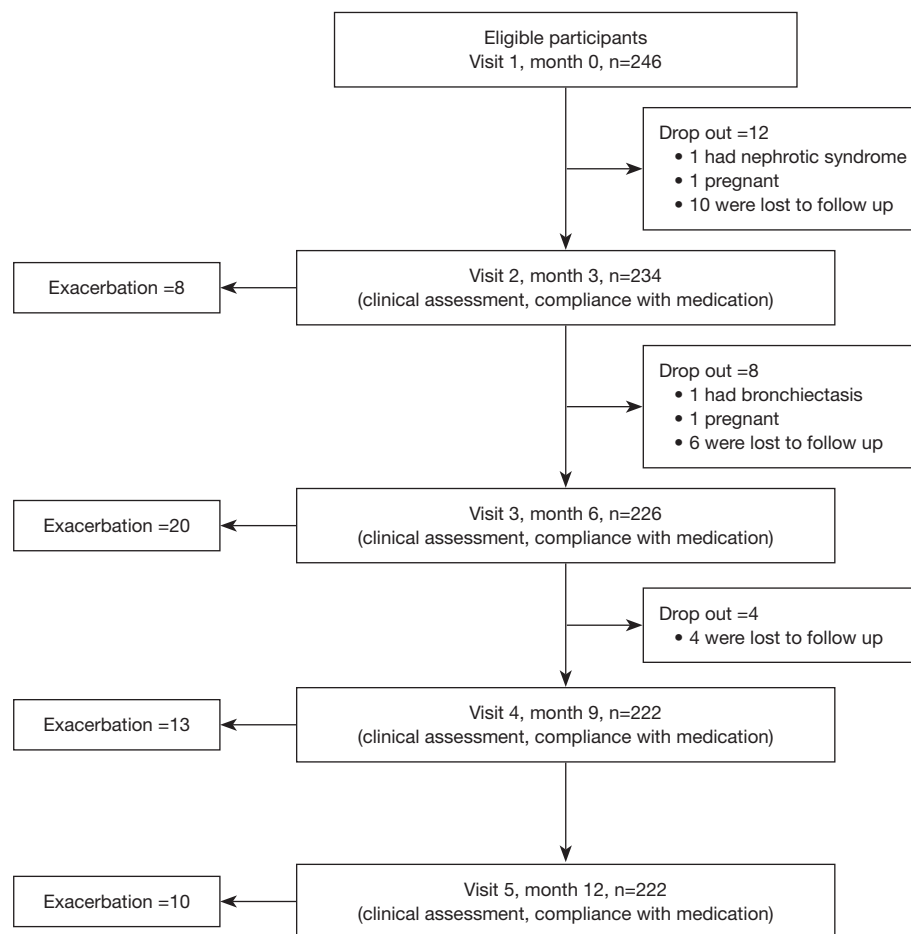 Eligible participants
Visit 1, month 0, n=246
Drop out =12
• 1 had nephrotic syndrome
• 1 pregnant
• 10 were lost to follow up
Visit 2, month 3, n=234
(clinical assessment, compliance with medication)
Exacerbation =8
Drop out =8
• 1 had bronchiectasis
• 1 pregnant
• 6 were lost to follow up
Visit 3, month 6, n=226
(clinical assessment, compliance with medication)
Exacerbation =20
Drop out =4
• 4 were lost to follow up
Visit 4, month 9, n=222
(clinical assessment, compliance with medication)
Exacerbation =13
Visit 5, month 12, n=222
(clinical assessment, compliance with medication)
Exacerbation =10